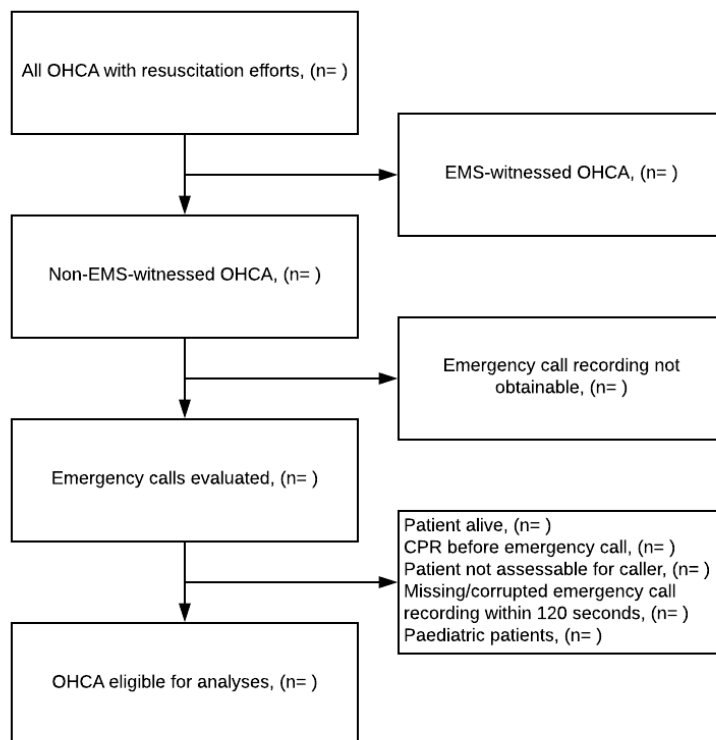 All OHCA with resuscitation efforts, (n= )
EMS-witnessed OHCA, (n= )
Non-EMS-witnessed OHCA, (n= )
Emergency call recording not
obtainable, (n= )
Emergency calls evaluated, (n= )
Patient alive, (n= )
CPR before emergency call, (n= )
Patient not assessable for caller, (n= )
Missing/corrupted emergency call
recording within 120 seconds, (n= )
Paediatric patients, (n= )
OHCA eligible for analyses, (n= )